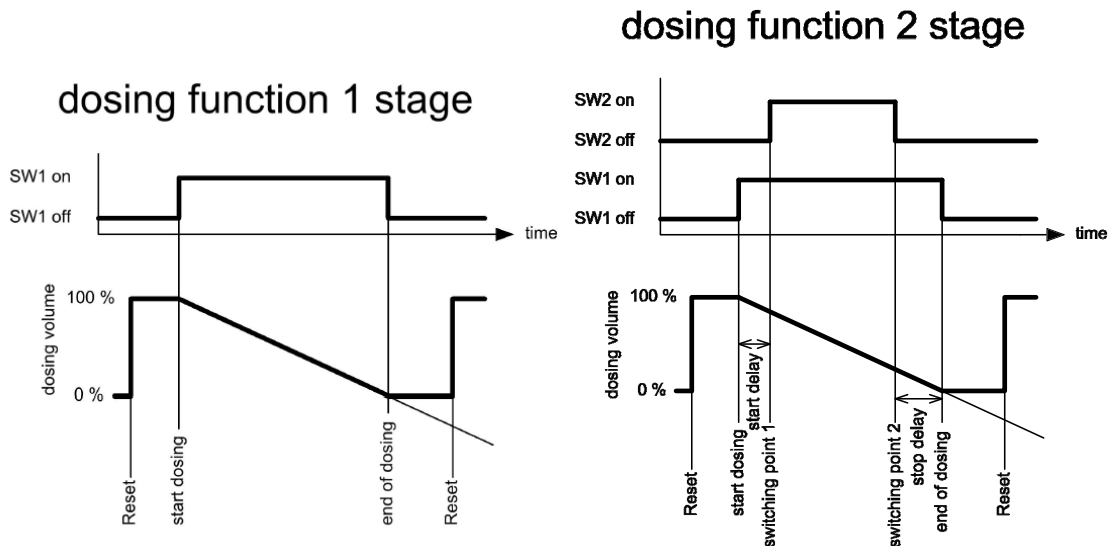 dosing function 1 stage
SW1 on
SW1 off
time
dosing volume
100 %
0 %
Reset
start dosing
end of dosing
Reset
dosing function 2 stage
SW2 on
SW2 off
SW1 on
SW1 off
time
dosing volume
100 %
0 %
Reset
start dosing
start delay
switching point 1
switching point 2
stop delay
end of dosing
Reset